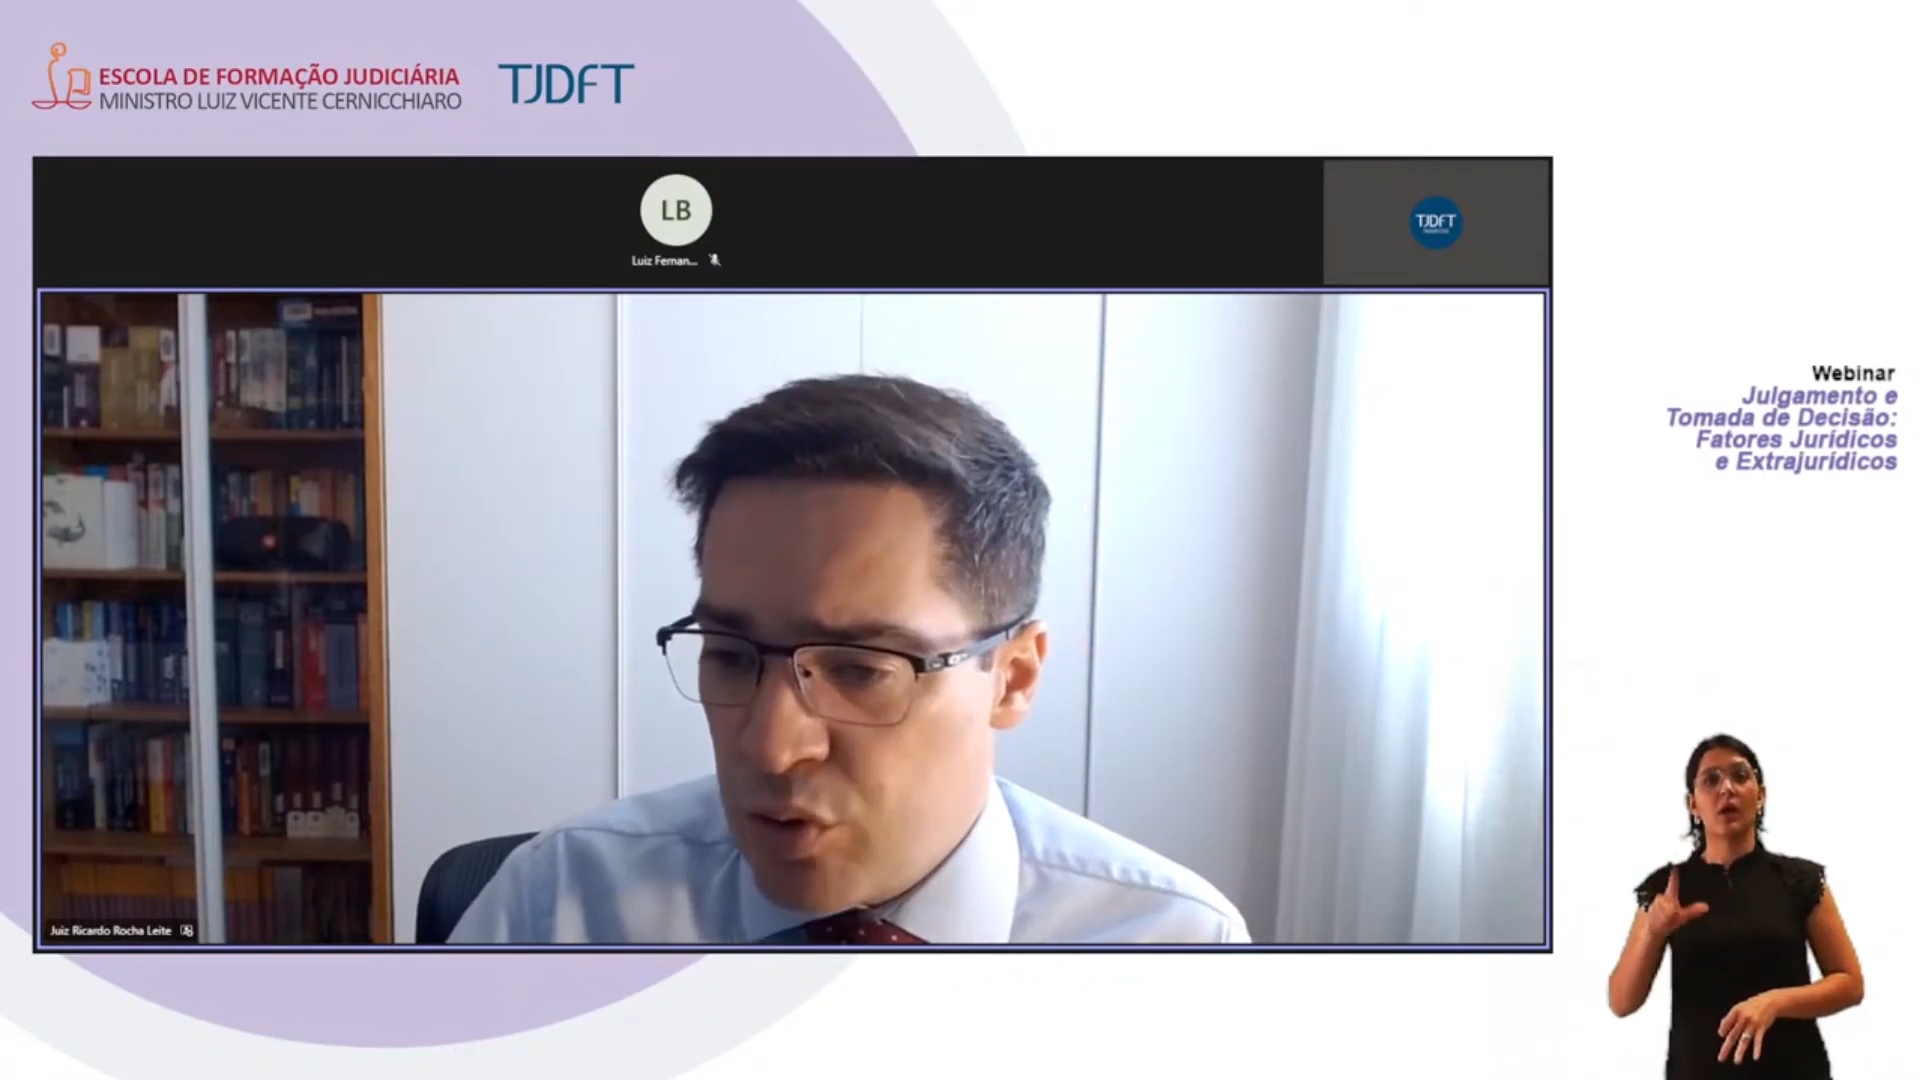 ESCOLA DE FORMAÇÃO JUDICIÁRIA
MINISTRO LUIZ VICENTE CERNICCHIARO
TJDFT
LB
Luiz Fernan...
TJDFT
Webinar
Julgamento e
Tomada de Decisão:
Fatores Jurídicos
e Extrajurídicos
Juiz Ricardo Rocha Leite